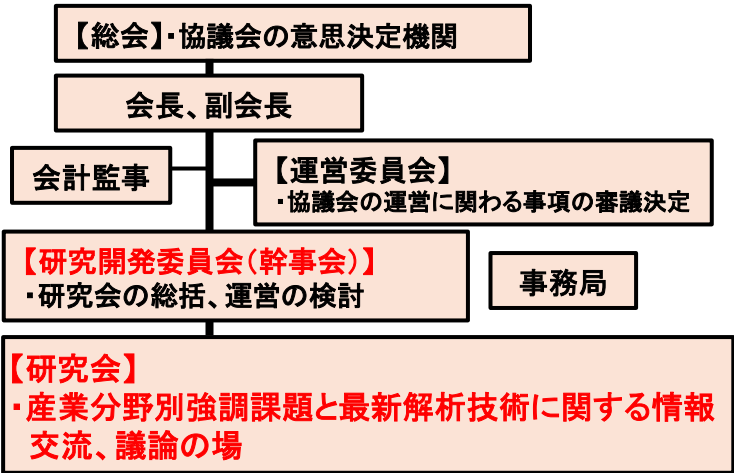 【総会】・協議会の意思決定機関
会長、副会長
会計監事
【運営委員会】
・協議会の運営に関わる事項の審議決定
【研究開発委員会(幹事会)】
・研究会の総括、運営の検討
事務局
【研究会】
・産業分野別強調課題と最新解析技術に関する情報
交流、議論の場